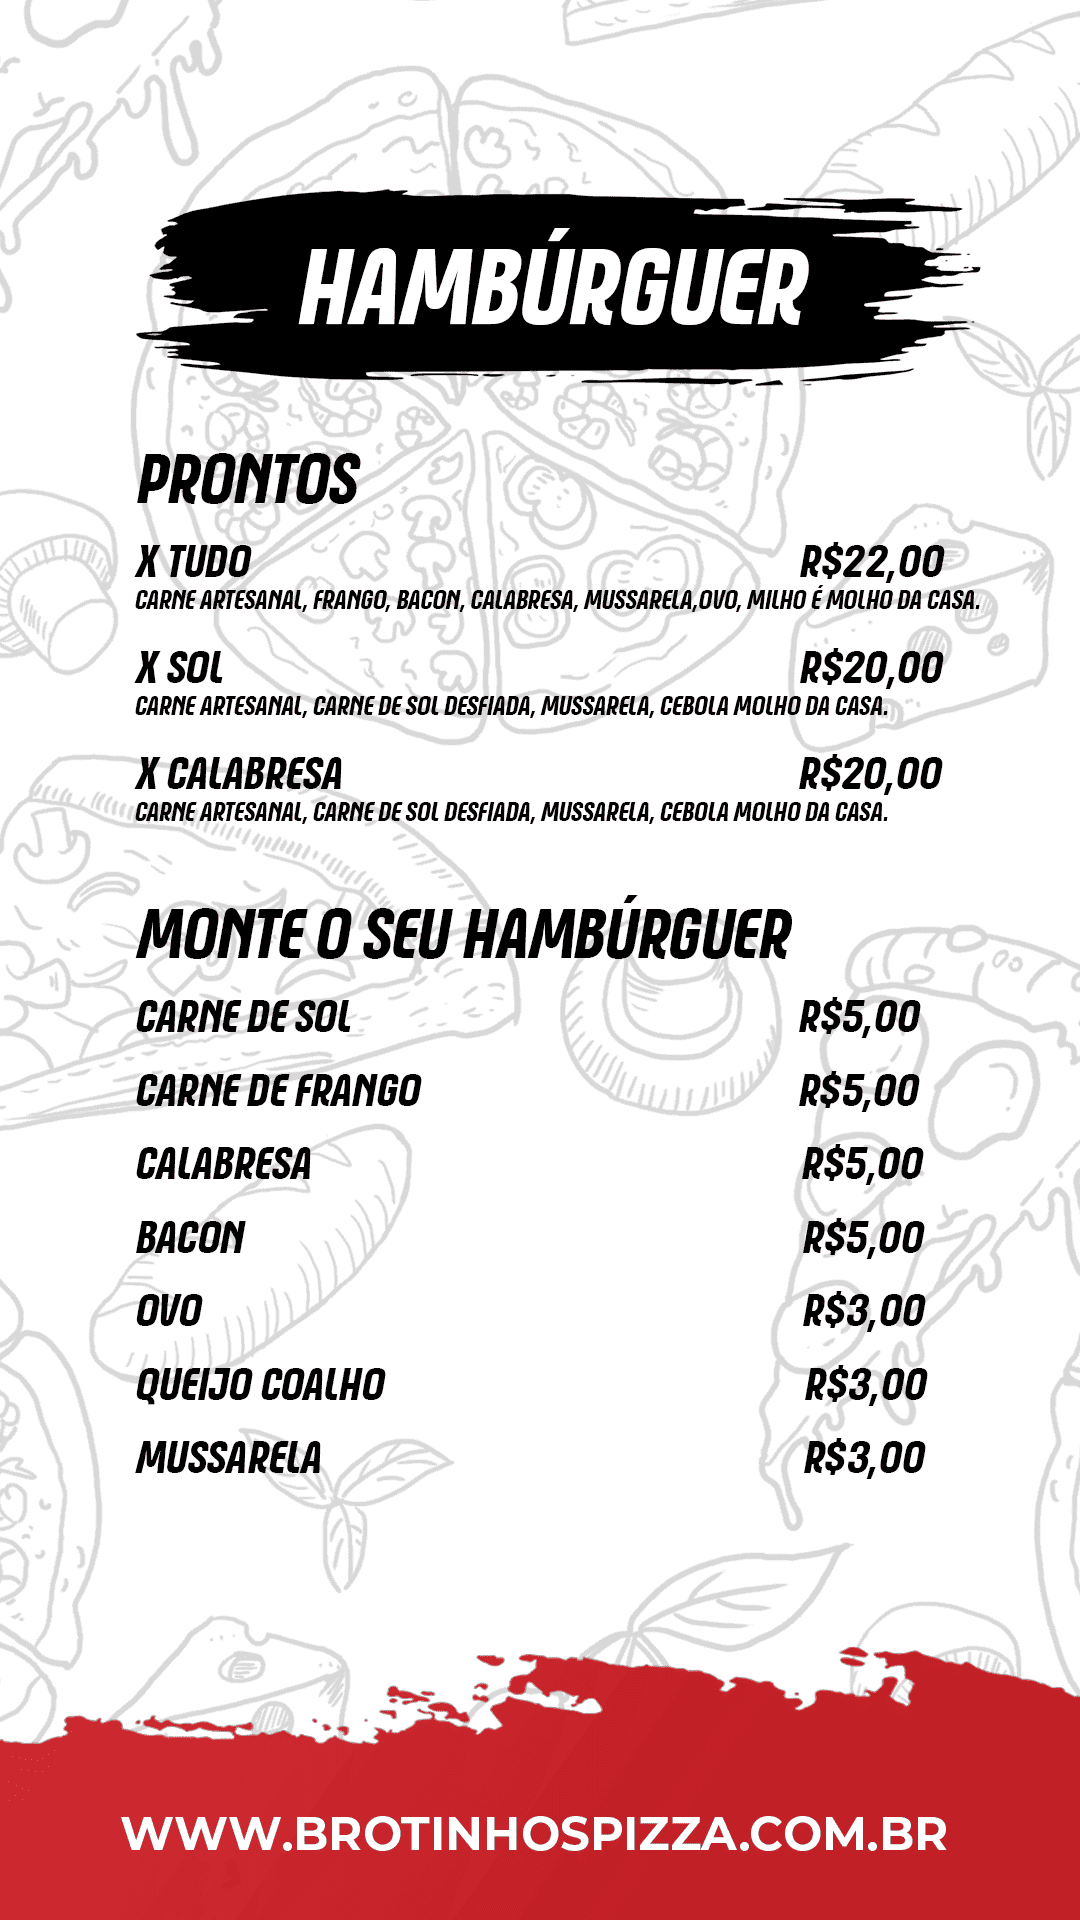 HAMBÚRGUER
PRONTOS
X TUDO R$22,00
CARNE ARTESANAL, FRANGO, BACON, CALABRESA, MUSSARELA,OVO, MILHO É MOLHO DA CASA.
X SOL R$20,00
CARNE ARTESANAL, CARNE DE SOL DESFIADA, MUSSARELA, CEBOLA MOLHO DA CASA.
X CALABRESA R$20,00
CARNE ARTESANAL, CARNE DE SOL DESFIADA, MUSSARELA, CEBOLA MOLHO DA CASA.
MONTE O SEU HAMBÚRGUER
CARNE DE SOL R$5,00
CARNE DE FRANGO R$5,00
CALABRESA R$5,00
BACON R$5,00
OVO R$3,00
QUEIJO COALHO R$3,00
MUSSARELA R$3,00
WWW.BROTINHOSPIZZA.COM.BR